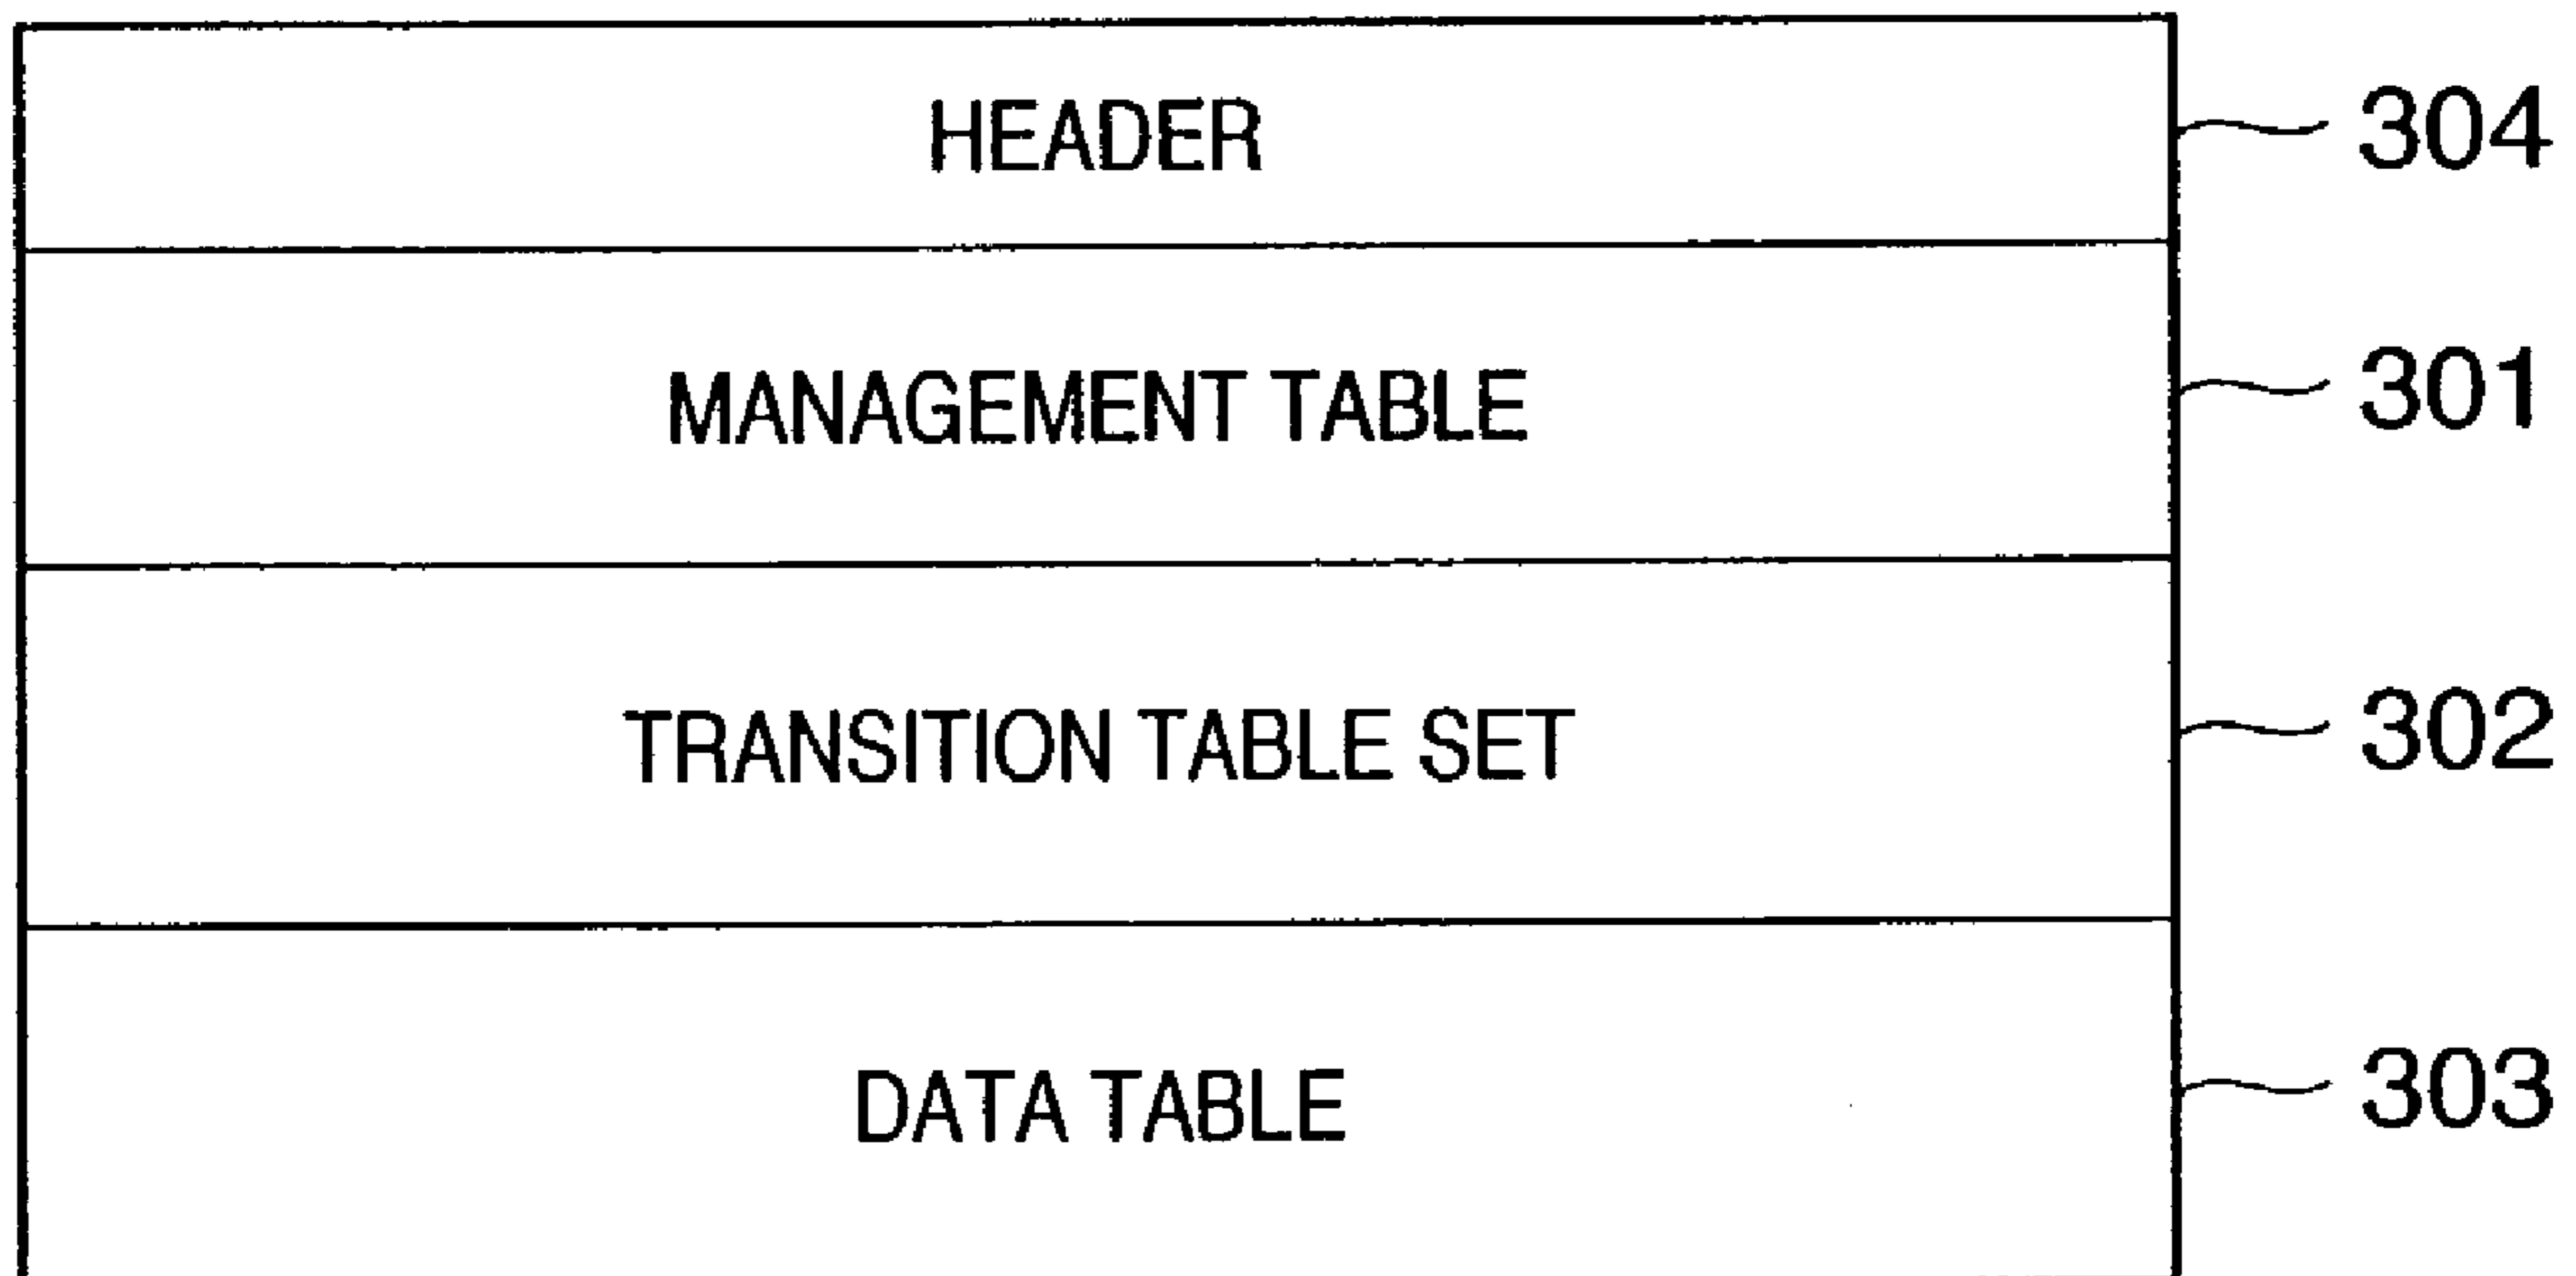 HEADER 304
MANAGEMENT TABLE 301
TRANSITION TABLE SET 302
DATA TABLE 303